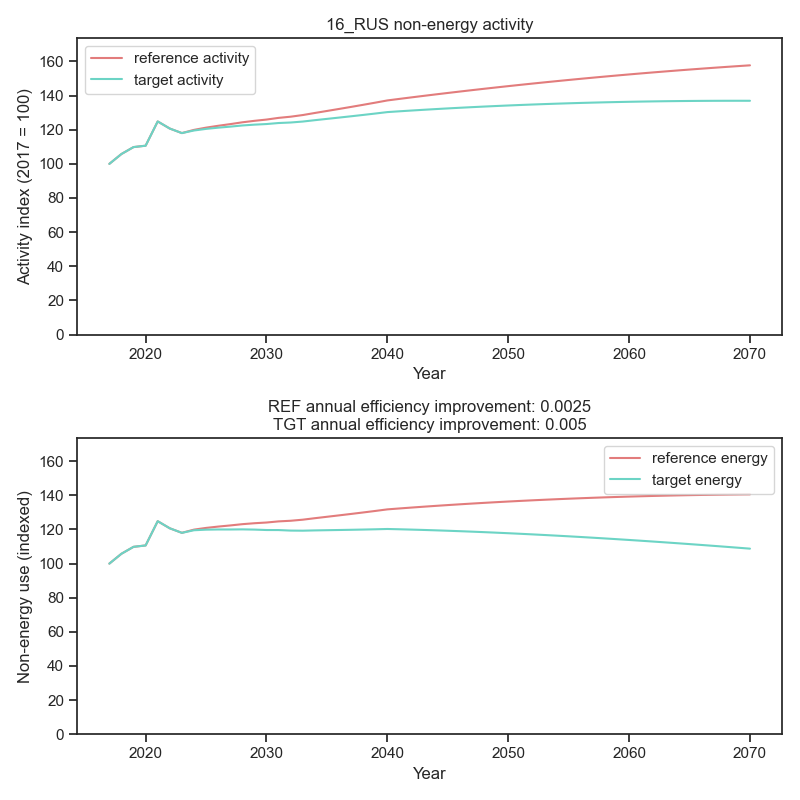 16_RUS non-energy activity
reference activity
target activity
160
140
120
100
80
60
40
20
0
Activity index (2017 = 100)
2020 2030 2040 2050 2060 2070
Year
REF annual efficiency improvement: 0.0025
TGT annual efficiency improvement: 0.005
reference energy
target energy
160
140
120
100
80
60
40
20
0
Non-energy use (indexed)
2020 2030 2040 2050 2060 2070
Year